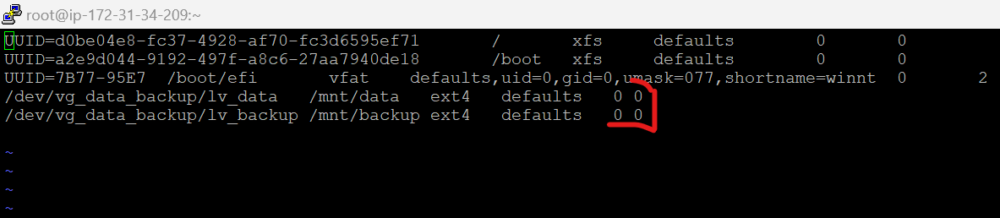 root@ip-172-31-34-209:~
UUID=d0be04e8-fc37-4928-af70-fc3d6595ef71 / xfs defaults 0 0
UUID=a2e9d044-9192-497f-a8c6-27aa7940de18 /boot xfs defaults 0 0
UUID=7B77-95E7 /boot/efi vfat defaults,uid=0,gid=0,umask=077,shortname=winnt 0 2
/dev/vg_data_backup/lv_data /mnt/data ext4 defaults 0 0
/dev/vg_data_backup/lv_backup /mnt/backup ext4 defaults 0 0
~
~
~
~